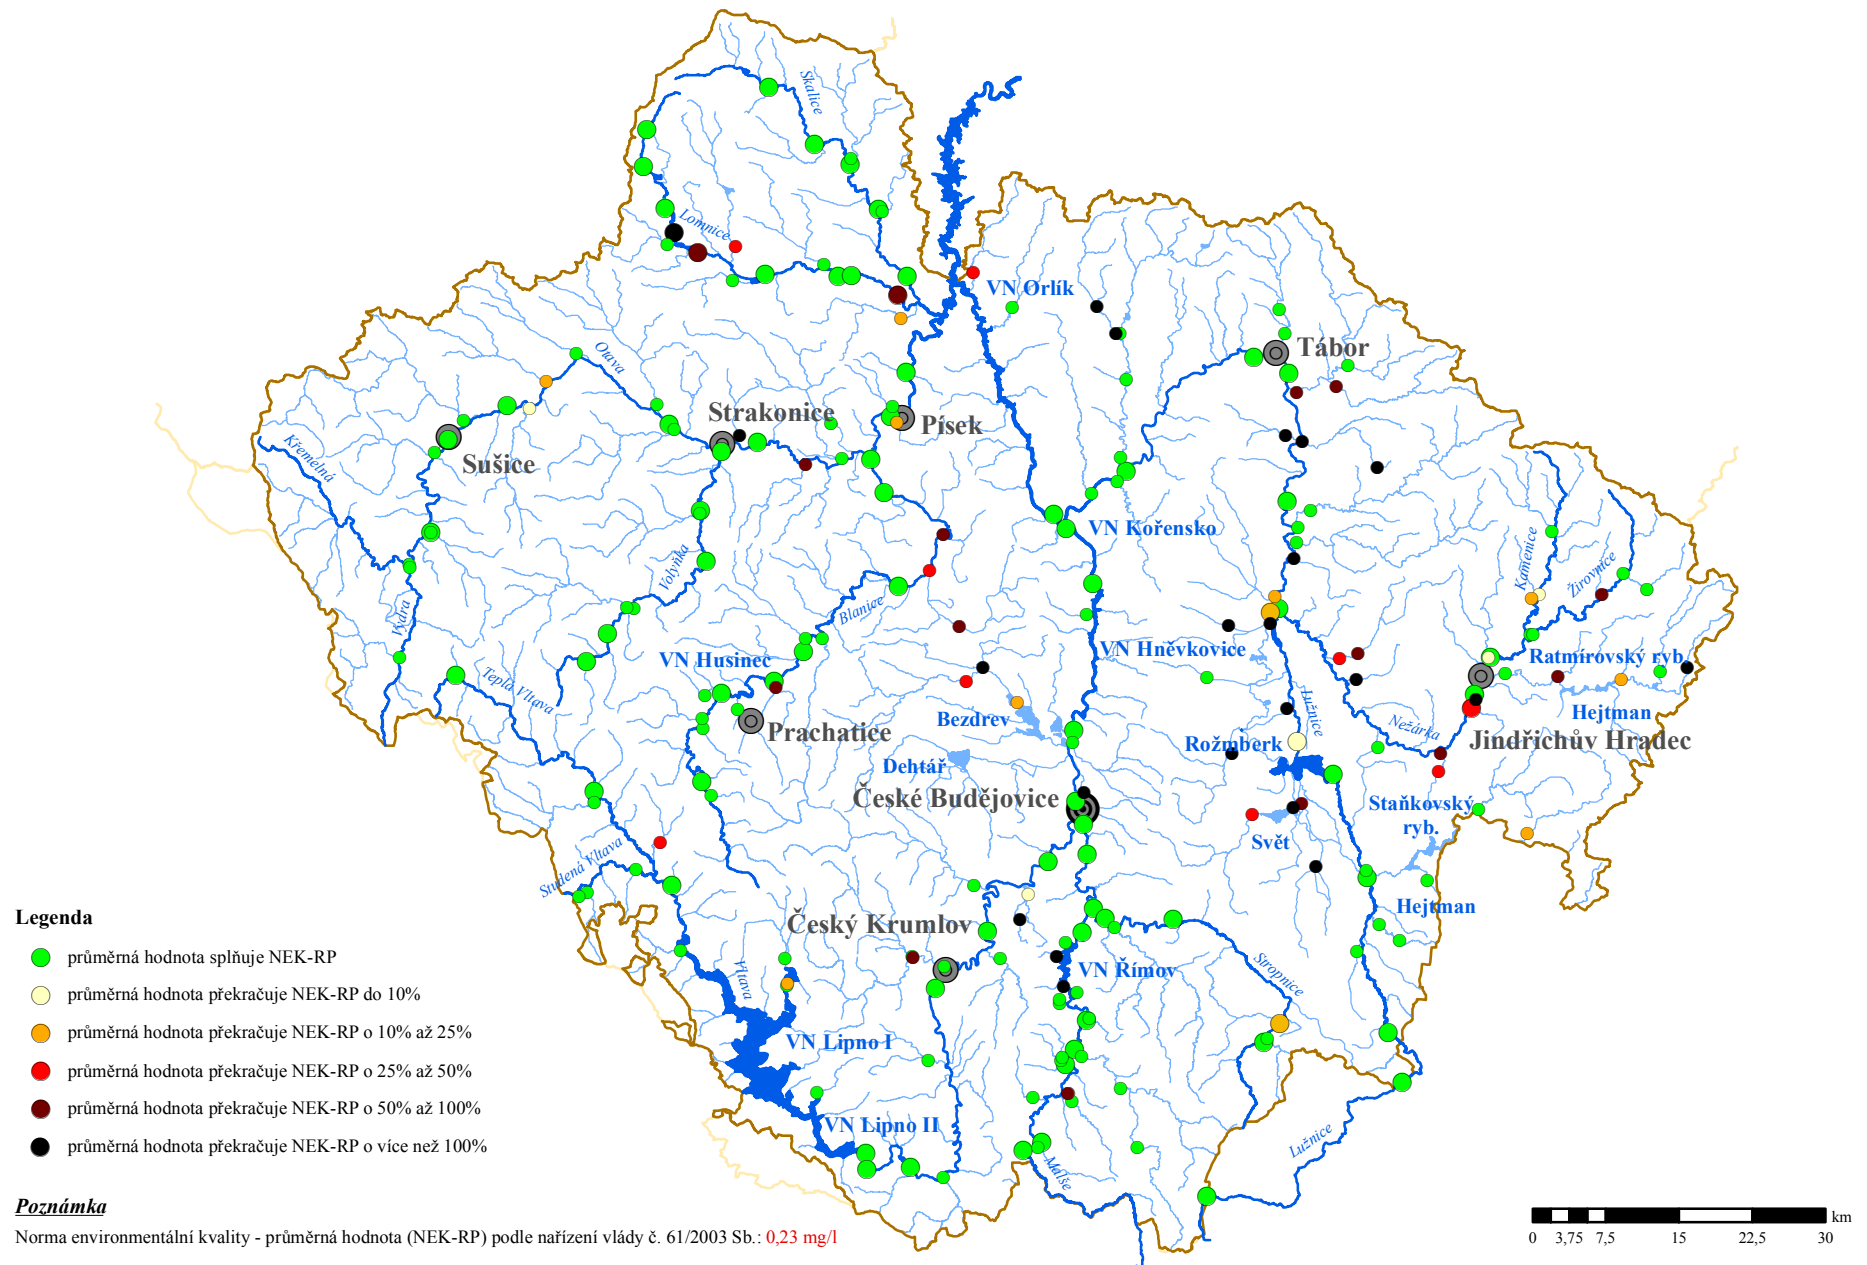 Skalice
Lomnice
VN Orlík
Otava
Tábor
Strakonice
Písek
Sušice
Křemelná
VN Kořensko
Volyňka
Kamenice
Žirovnice
Blanice
Vydra
VN Hněvkovice
VN Husinec
Ratmírovský ryb.
Teplá Vltava
Lužnice
Bezdrev
Hejtman
Nežárka
Prachatice
Rožmberk
Jindřichův Hradec
Dehtář
České Budějovice
Staňkovský
ryb.
Svět
Studená Vltava
Hejtman
Český Krumlov
Vltava
VN Římov
Stropnice
VN Lipno I
VN Lipno II
Lužnice
Malše
Legenda
průměrná hodnota splňuje NEK-RP
průměrná hodnota překračuje NEK-RP do 10%
průměrná hodnota překračuje NEK-RP o 10% až 25%
průměrná hodnota překračuje NEK-RP o 25% až 50%
průměrná hodnota překračuje NEK-RP o 50% až 100%
průměrná hodnota překračuje NEK-RP o více než 100%
Poznámka
Norma environmentální kvality - průměrná hodnota (NEK-RP) podle nařízení vlády č. 61/2003 Sb.: 0,23 mg/l
km
0 3,75 7,5 15 22,5 30